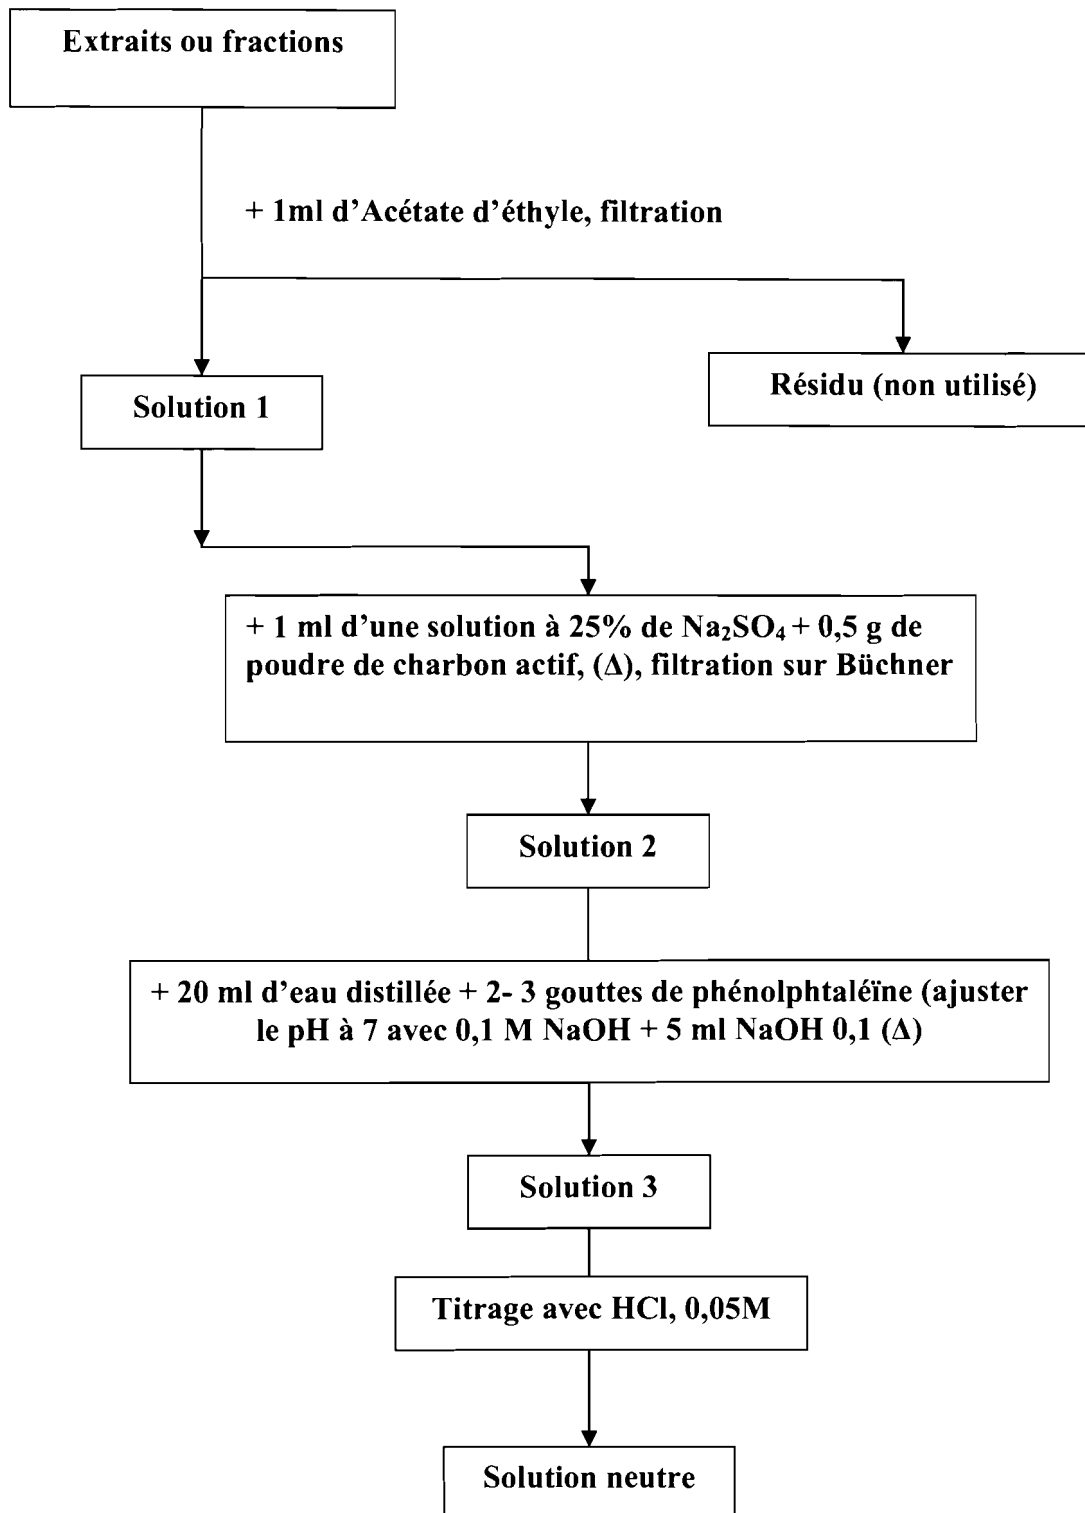 Extraits ou fractions
+ 1ml d’Acétate d’éthyle, filtration
Résidu (non utilisé)
Solution 1
+ 1 ml d’une solution à 25% de Na₂SO₄ + 0,5 g de
poudre de charbon actif, (Δ), filtration sur Büchner
Solution 2
+ 20 ml d’eau distillée + 2- 3 gouttes de phénolphtaléïne (ajuster
le pH à 7 avec 0,1 M NaOH + 5 ml NaOH 0,1 (Δ)
Solution 3
Titrage avec HCl, 0,05M
Solution neutre